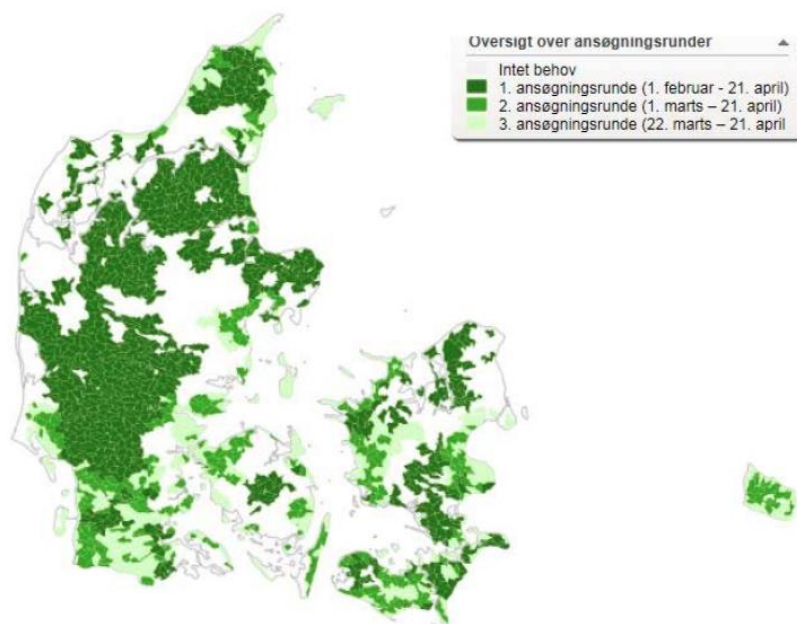 Oversigt over ansøgningsrunder
Intet behov
1. ansøgningsrunde (1. februar - 21. april)
2. ansøgningsrunde (1. marts – 21. april)
3. ansøgningsrunde (22. marts – 21. april